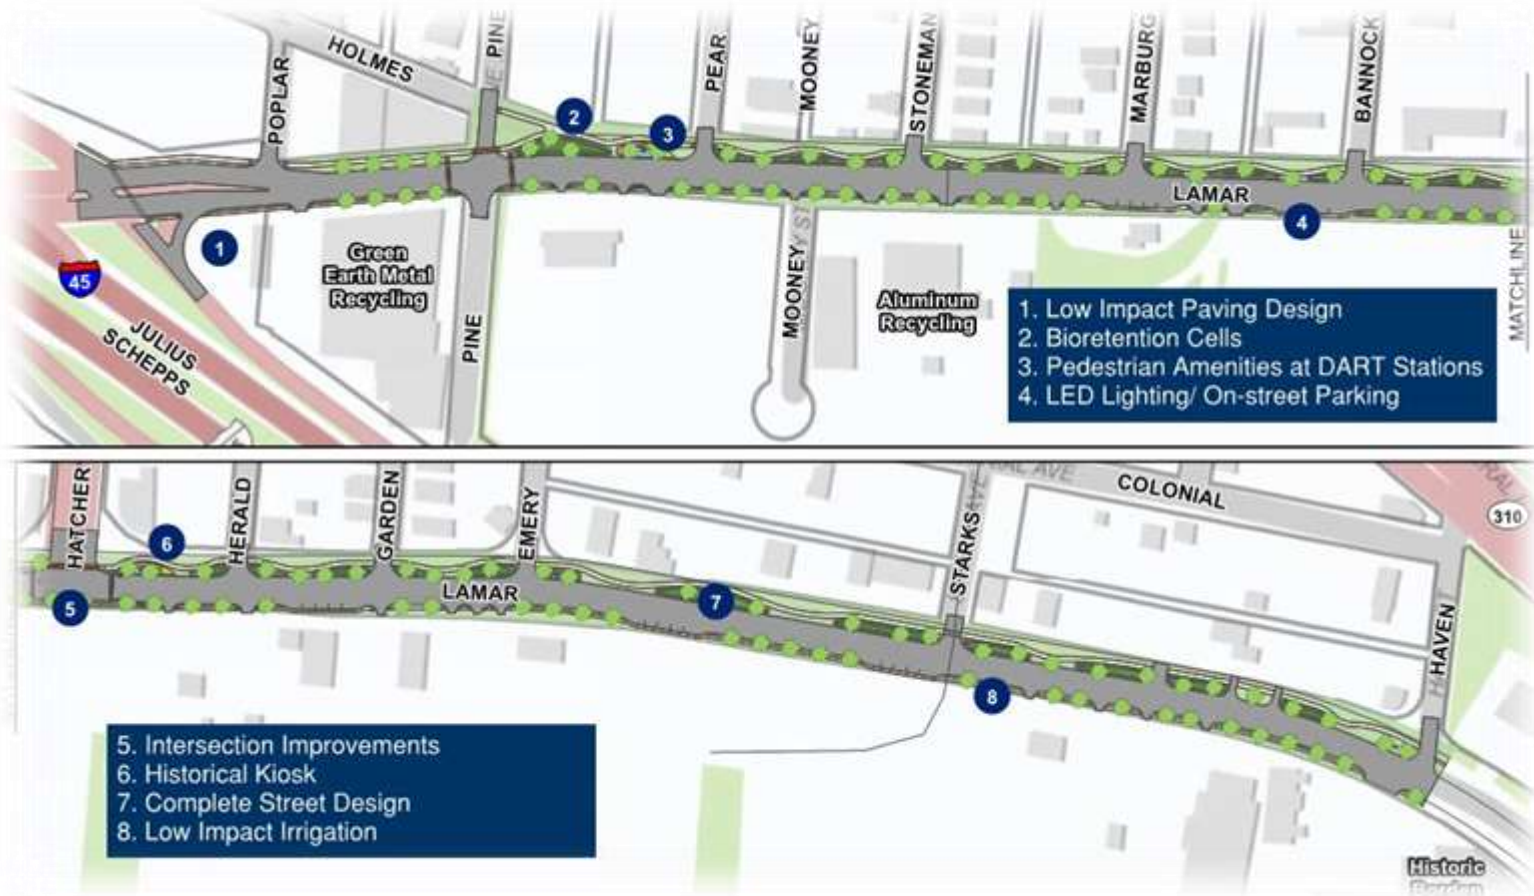 HOLMES
PINE
POPLAR
PEAR
MOONEY
STONEMAN
MARBURG
BANNOCK
2
3
LAMAR
4
1
45
JULIUS
SCHEPPS
Green
Earth Metal
Recycling
PINE
MOONEY ST
Aluminum
Recycling
MATCHLINE
1. Low Impact Paving Design
2. Bioretention Cells
3. Pedestrian Amenities at DART Stations
4. LED Lighting/ On-street Parking
HATCHER
HERALD
GARDEN
EMERY
STARKS
AVE
COLONIAL
310
6
5
LAMAR
7
8
HAVEN
5. Intersection Improvements
6. Historical Kiosk
7. Complete Street Design
8. Low Impact Irrigation
Historic